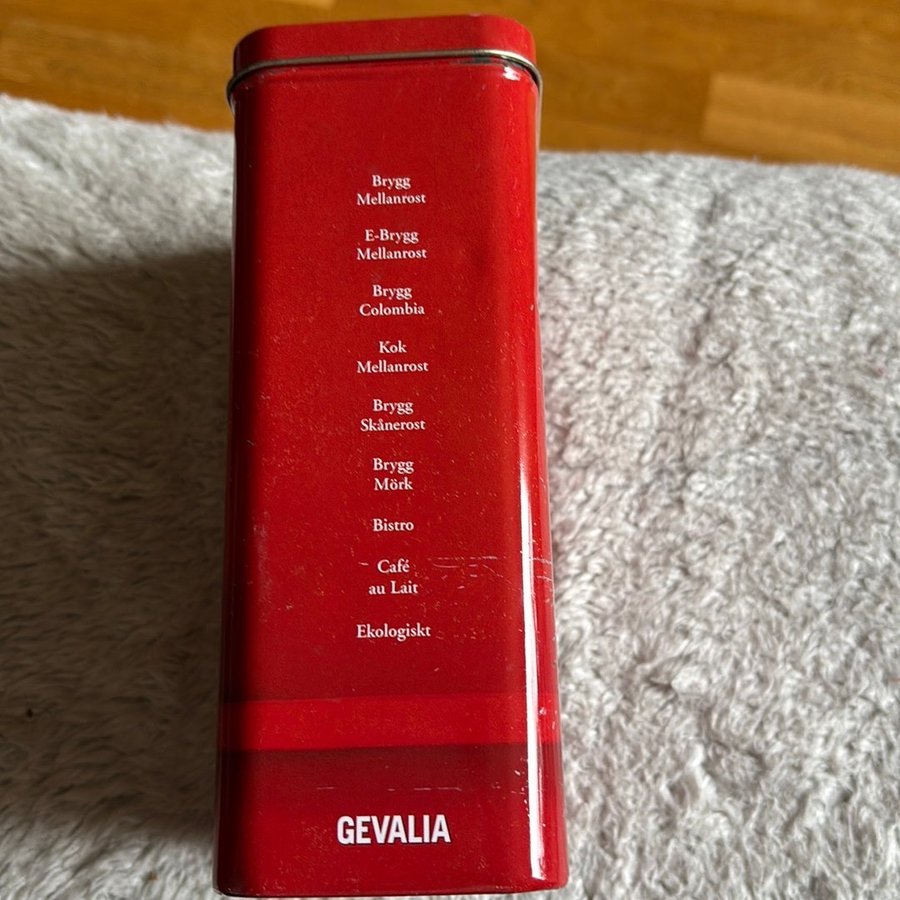 Brygg
Mellanrost
E-Brygg
Mellanrost
Brygg
Colombia
Kok
Mellanrost
Brygg
Skånerost
Brygg
Mörk
Bistro
Café
au Lait
Ekologiskt
GEVALIA